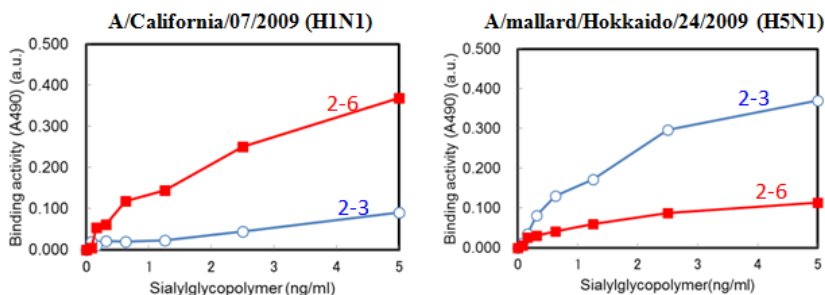 A/California/07/2009 (H1N1)
Binding activity (A490) (a.u.)
0.500
0.400
0.300
0.200
0.100
0.000
2-6
2-3
0 1 2 3 4 5
Sialylglycopolymer(ng/ml)
A/mallard/Hokkaido/24/2009 (H5N1)
Binding activity (A490) (a.u.)
0.500
0.400
0.300
0.200
0.100
0.000
2-3
2-6
0 1 2 3 4 5
Sialylglycopolymer(ng/ml)